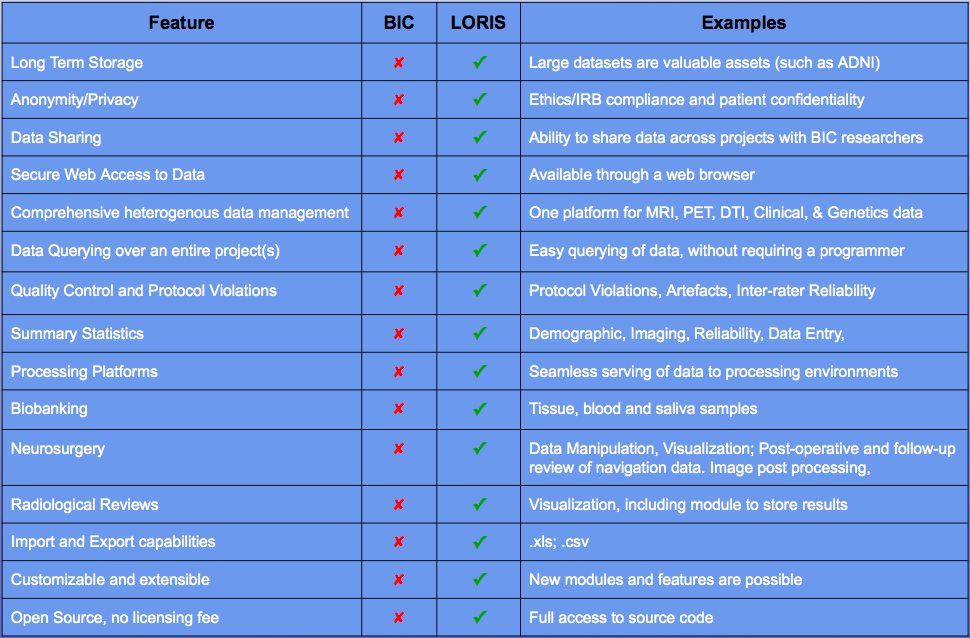 Feature BIC LORIS Examples
Long Term Storage ✘ ✔ Large datasets are valuable assets (such as ADNI)
Anonymity/Privacy ✘ ✔ Ethics/IRB compliance and patient confidentiality
Data Sharing ✘ ✔ Ability to share data across projects with BIC researchers
Secure Web Access to Data ✘ ✔ Available through a web browser
Comprehensive heterogenous data management ✘ ✔ One platform for MRI, PET, DTI, Clinical, & Genetics data
Data Querying over an entire project(s) ✘ ✔ Easy querying of data, without requiring a programmer
Quality Control and Protocol Violations ✘ ✔ Protocol Violations, Artefacts, Inter-rater Reliability
Summary Statistics ✘ ✔ Demographic, Imaging, Reliability, Data Entry,
Processing Platforms ✘ ✔ Seamless serving of data to processing environments
Biobanking ✘ ✔ Tissue, blood and saliva samples
Neurosurgery ✘ ✔ Data Manipulation, Visualization; Post-operative and follow-up
review of navigation data. Image post processing,
Radiological Reviews ✘ ✔ Visualization, including module to store results
Import and Export capabilities ✘ ✔ .xls; .csv
Customizable and extensible ✘ ✔ New modules and features are possible
Open Source, no licensing fee ✘ ✔ Full access to source code